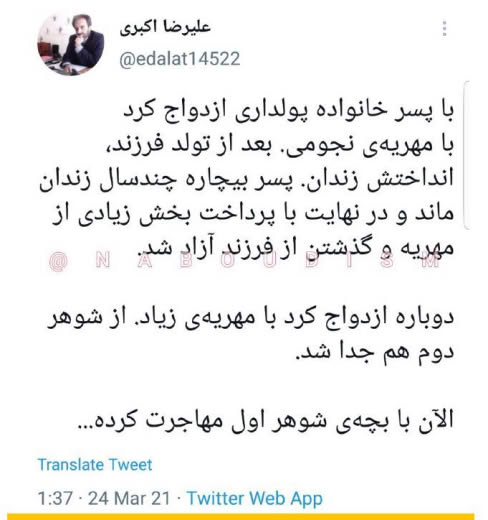 علیرضا اکبری
@edalat14522
با پسر خانواده پولداری ازدواج کرد
با مهریه‌ی نجومی. بعد از تولد فرزند،
انداختش زندان. پسر بیچاره چندسال زندان
ماند و در نهایت با پرداخت بخش زیادی از
مهریه و گذشتن از فرزند آزاد شد.
@NABOUDISM
دوباره ازدواج کرد با مهریه‌ی زیاد. از شوهر
دوم هم جدا شد.
الآن با بچه‌ی شوهر اول مهاجرت کرده...
Translate Tweet
1:37 · 24 Mar 21 · Twitter Web App